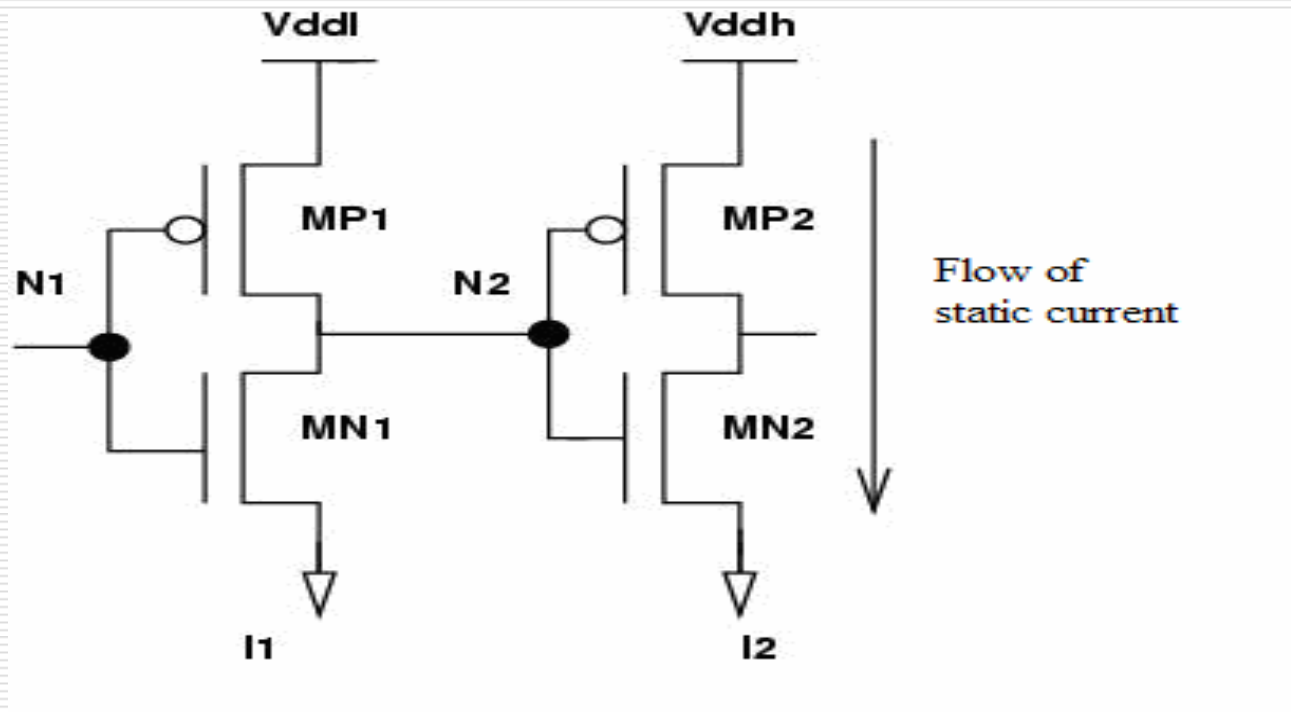 Vddl
Vddh
MP1
MP2
N1
N2
Flow of
static current
MN1
MN2
I1
I2